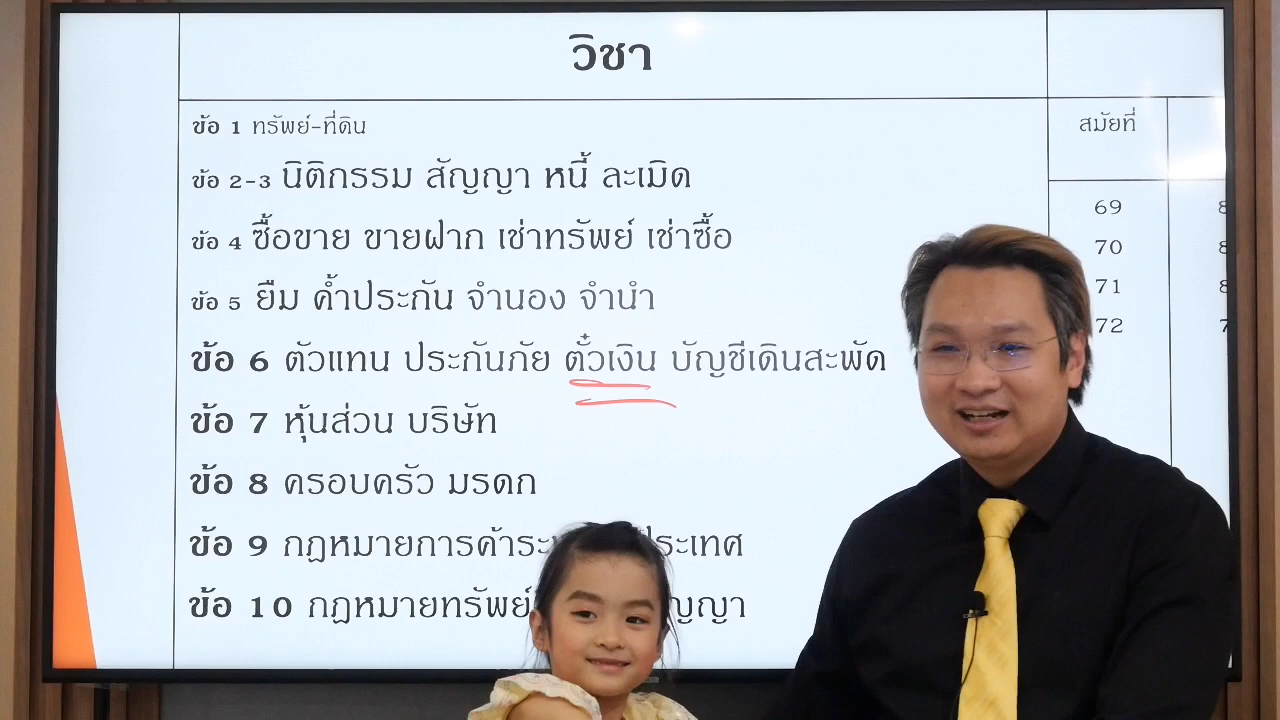 วิชา
ข้อ 1 ทรัพย์-ที่ดิน
ข้อ 2-3 นิติกรรม สัญญา หนี้ ละเมิด
ข้อ 4 ซื้อขาย ขายฝาก เช่าทรัพย์ เช่าซื้อ
ข้อ 5 ยืม ค้ำประกัน จำนอง จำนำ
ข้อ 6 ตัวแทน ประกันภัย ตั๋วเงิน บัญชีเดินสะพัด
ข้อ 7 หุ้นส่วน บริษัท
ข้อ 8 ครอบครัว มรดก
ข้อ 9 กฎหมายการค้าระ ประเทศ
ข้อ 10 กฎหมายทรัพย์
สมัยที่
69
70
71
72